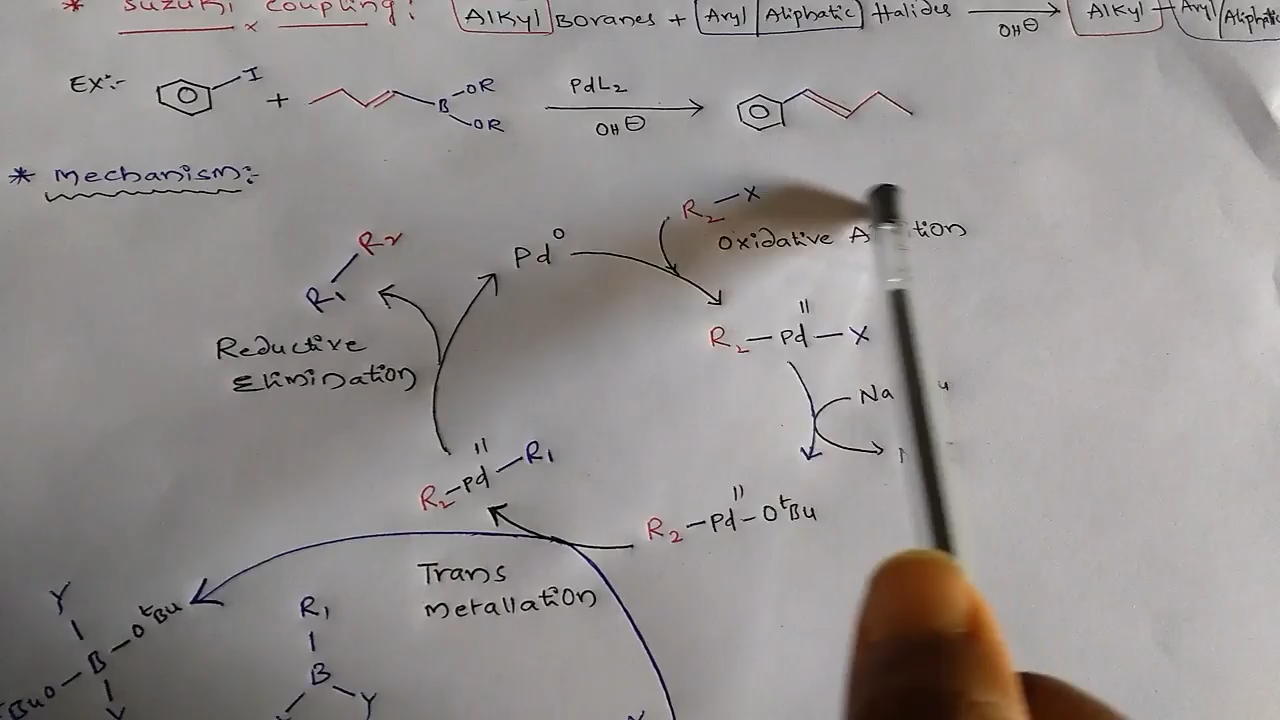 * Suzuki coupling: Alkyl Boranes + Aryl Aliphatic Halides OH⊖ Alkyl Aryl
EX:- I + B OR OR PdL2 OH⊖
* Mechanism:-
R2—X
Oxidative A tion
Pd⁰
R1 R2
Reductive
Elimination
R2—Pd—X
II
Na
II
R2—Pd—R1
II
R2—Pd—OᵗBu
Trans
metallation
Y
OᵗBu
B
ᵗBuO
R1
B
Y